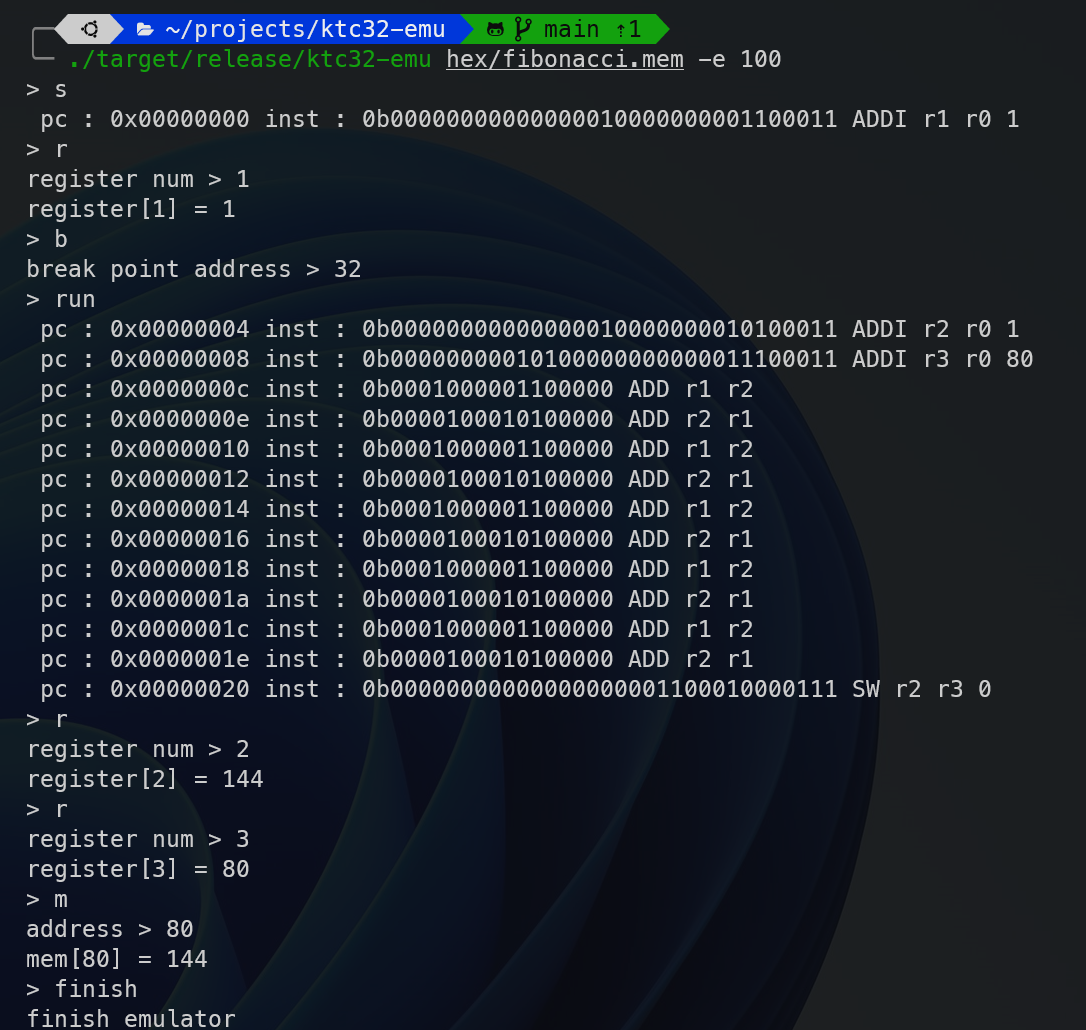 ~/projects/ktc32-emu main ⇡1
./target/release/ktc32-emu hex/fibonacci.mem -e 100
> s
pc : 0x00000000 inst : 0b00000000000000010000000001100011 ADDI r1 r0 1
> r
register num > 1
register[1] = 1
> b
break point address > 32
> run
pc : 0x00000004 inst : 0b00000000000000010000000010100011 ADDI r2 r0 1
pc : 0x00000008 inst : 0b00000000010100000000000011100011 ADDI r3 r0 80
pc : 0x0000000c inst : 0b0001000001100000 ADD r1 r2
pc : 0x0000000e inst : 0b0000100010100000 ADD r2 r1
pc : 0x00000010 inst : 0b0001000001100000 ADD r1 r2
pc : 0x00000012 inst : 0b0000100010100000 ADD r2 r1
pc : 0x00000014 inst : 0b0001000001100000 ADD r1 r2
pc : 0x00000016 inst : 0b0000100010100000 ADD r2 r1
pc : 0x00000018 inst : 0b0001000001100000 ADD r1 r2
pc : 0x0000001a inst : 0b0000100010100000 ADD r2 r1
pc : 0x0000001c inst : 0b0001000001100000 ADD r1 r2
pc : 0x0000001e inst : 0b0000100010100000 ADD r2 r1
pc : 0x00000020 inst : 0b00000000000000000001100010000111 SW r2 r3 0
> r
register num > 2
register[2] = 144
> r
register num > 3
register[3] = 80
> m
address > 80
mem[80] = 144
> finish
finish emulator